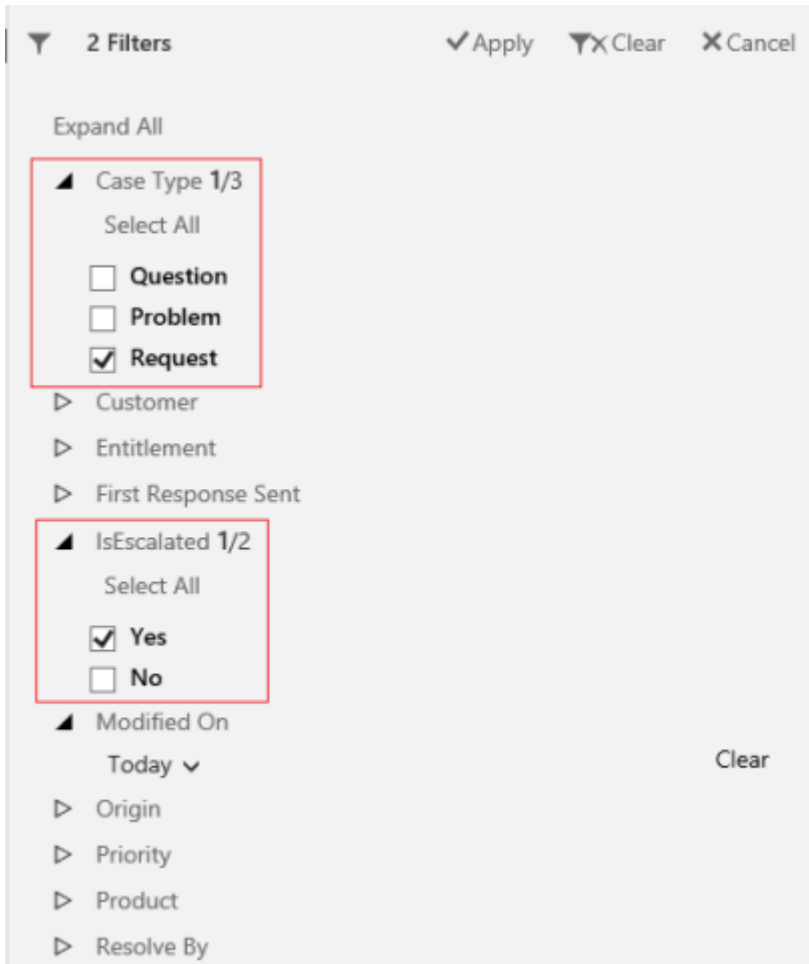 2 Filters Apply Clear Cancel
Expand All
Case Type 1/3
Select All
Question
Problem
Request
Customer
Entitlement
First Response Sent
IsEscalated 1/2
Select All
Yes
No
Modified On
Today Clear
Origin
Priority
Product
Resolve By